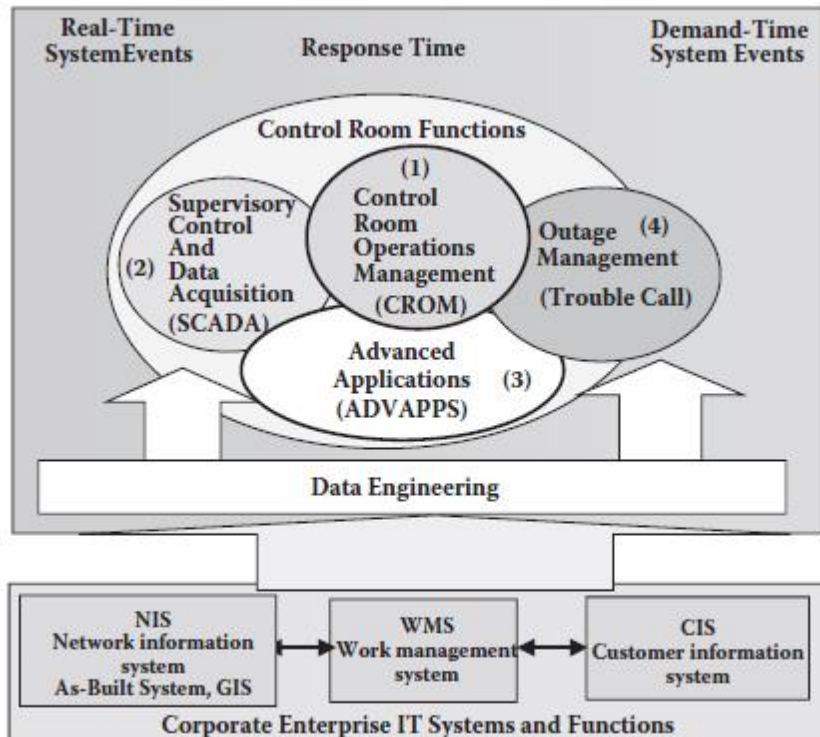 Real-Time
SystemEvents
Response Time
Demand-Time
System Events
Control Room Functions
(1)
Control
Room
Operations
Management
(CROM)
Supervisory
Control
And
(2) Data
Acquisition
(SCADA)
Outage (4)
Management
(Trouble Call)
Advanced
Applications (3)
(ADVAPPS)
Data Engineering
NIS
Network information
system
As-Built System, GIS
WMS
Work management
system
CIS
Customer information
system
Corporate Enterprise IT Systems and Functions